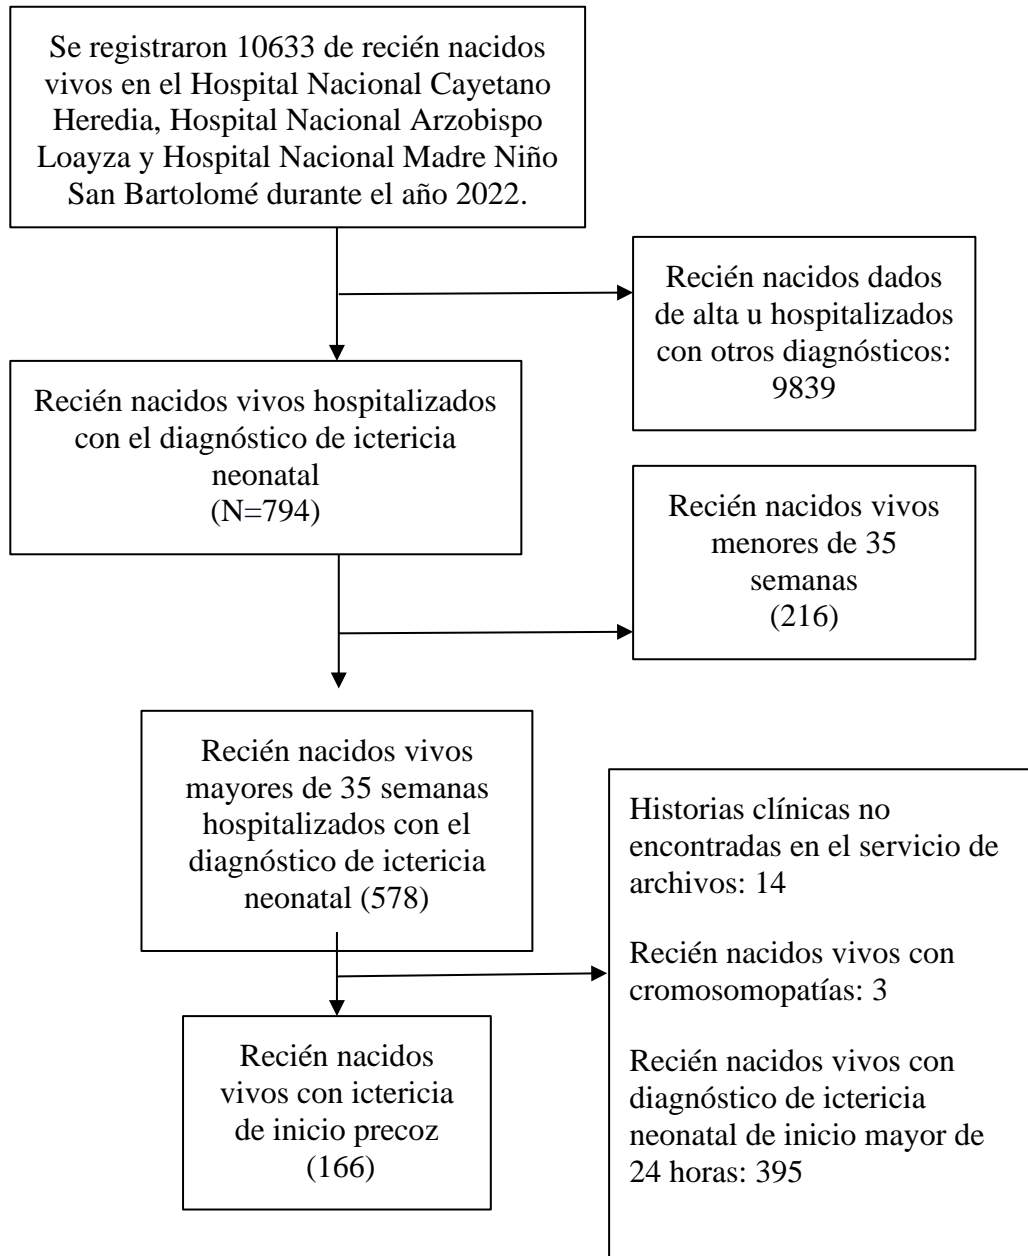 Se registraron 10633 de recién nacidos
vivos en el Hospital Nacional Cayetano
Heredia, Hospital Nacional Arzobispo
Loayza y Hospital Nacional Madre Niño
San Bartolomé durante el año 2022.
Recién nacidos dados
de alta u hospitalizados
con otros diagnósticos:
9839
Recién nacidos vivos hospitalizados
con el diagnóstico de ictericia
neonatal
(N=794)
Recién nacidos vivos
menores de 35
semanas
(216)
Recién nacidos vivos
mayores de 35 semanas
hospitalizados con el
diagnóstico de ictericia
neonatal (578)
Historias clínicas no
encontradas en el servicio de
archivos: 14
Recién nacidos vivos con
cromosomopatías: 3
Recién nacidos vivos con
diagnóstico de ictericia
neonatal de inicio mayor de
24 horas: 395
Recién nacidos
vivos con ictericia
de inicio precoz
(166)